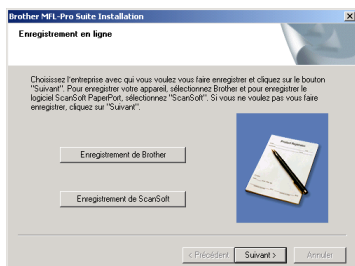 Brother MFL-Pro Suite Installation
Enregistrement en ligne
Choisissez l'entreprise avec qui vous voulez vous faire enregistrer et cliquez sur le bouton
"Suivant". Pour enregistrer votre appareil, sélectionnez Brother et pour enregistrer le
logiciel ScanSoft PaperPort, sélectionnez "ScanSoft". Si vous ne voulez pas vous faire
enregistrer, cliquez sur "Suivant".
Enregistrement de Brother
Enregistrement de ScanSoft
< Précédent
Suivant >
Annuler